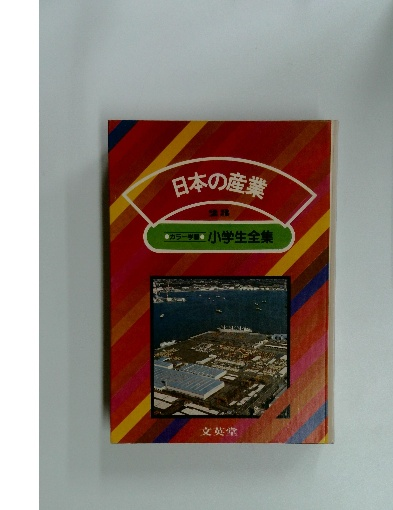 日本の産業
●カラー学習●小学生全集
文英堂